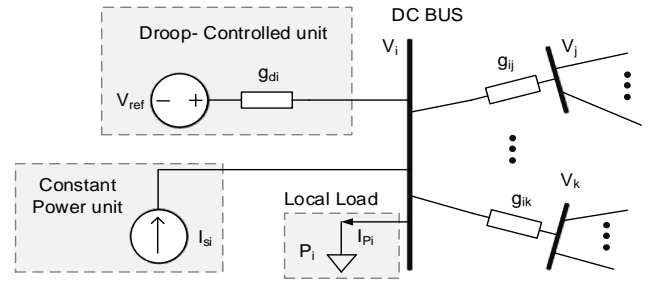 DC BUS
Droop- Controlled unit
V_i
V_j
g_di
g_ij
V_ref
− +
Constant
Power unit
I_si
Local Load
I_Pi
P_i
g_ik
V_k